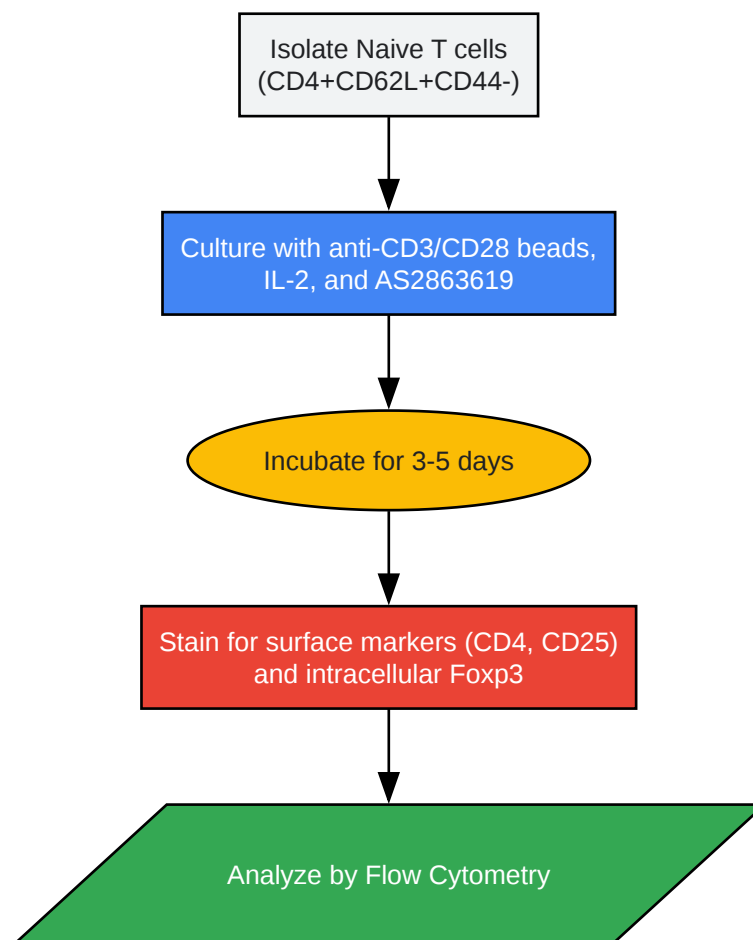 Isolate Naive T cells
(CD4+CD62L+CD44-)
Culture with anti-CD3/CD28 beads,
IL-2, and AS2863619
Incubate for 3-5 days
Stain for surface markers (CD4, CD25)
and intracellular Foxp3
Analyze by Flow Cytometry